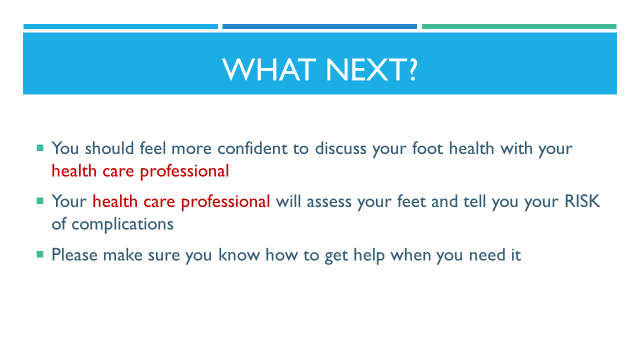 WHAT NEXT?
You should feel more confident to discuss your foot health with your
health care professional
Your health care professional will assess your feet and tell you your RISK
of complications
Please make sure you know how to get help when you need it